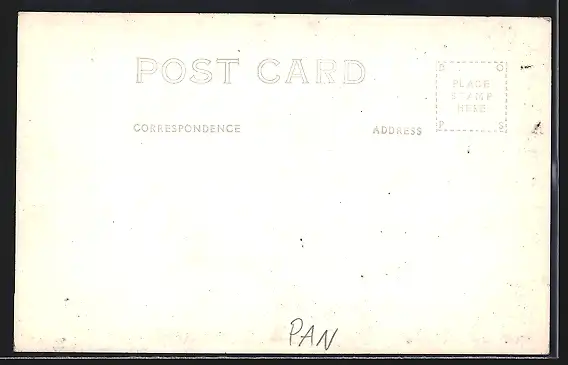 POST CARD
CORRESPONDENCE ADDRESS
D O
PLACE
STAMP
HERE
P S
PAN